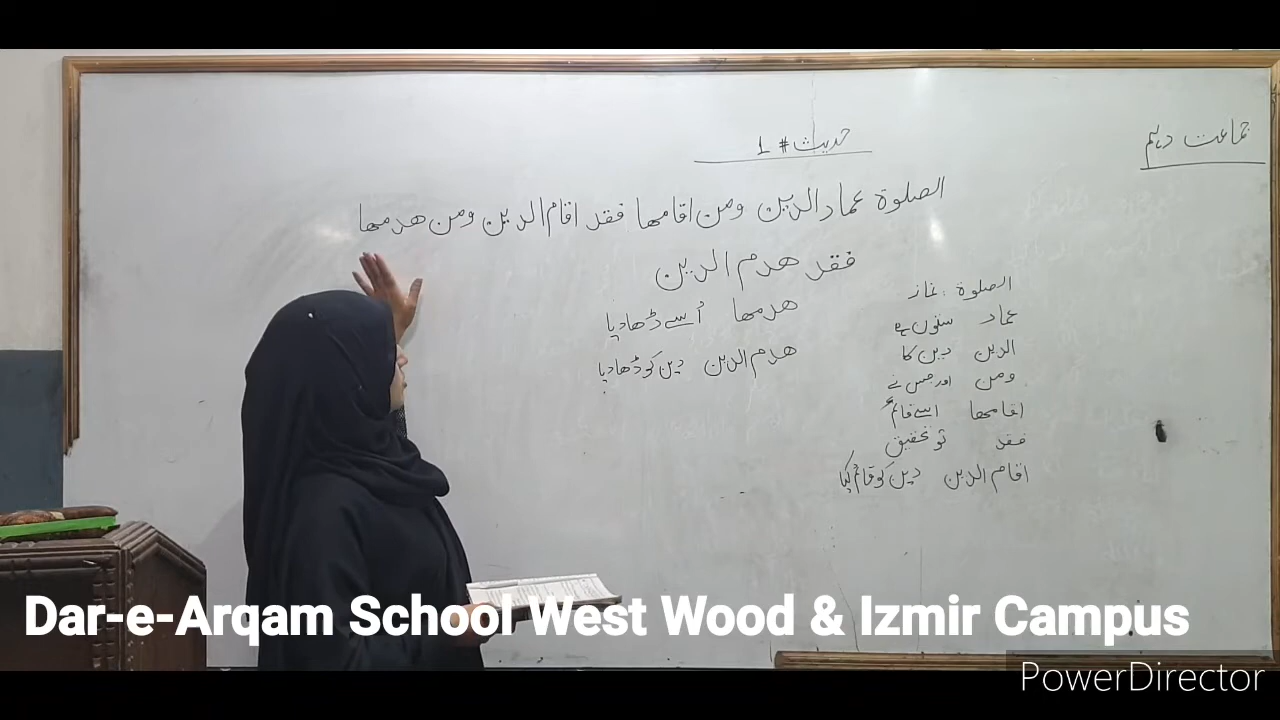 جماعت دہم
حدیث # 1
الصلوة عماد الدین ومن اقامھا فقد اقام الدین ومن ھدمھا
فقد ھدم الدین
الصلوة : نماز
عماد ستون ہے
الدین دین کا
ومن اور جس نے
اقامھا اسے قائم
فقد تو تحقیق
اقام الدین دین کو قائم کیا
ھدمھا اُسے ڈھا دیا
ھدم الدین دین کو ڈھا دیا
Dar-e-Arqam School West Wood & Izmir Campus
PowerDirector